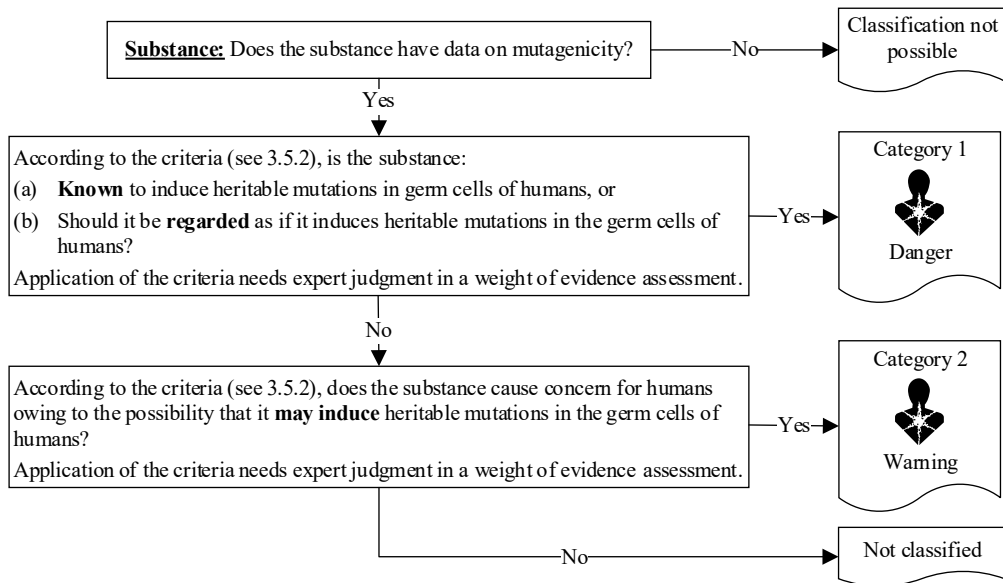 Substance: Does the substance have data on mutagenicity?
No
Classification not
possible
Yes
According to the criteria (see 3.5.2), is the substance:
(a) Known to induce heritable mutations in germ cells of humans, or
(b) Should it be regarded as if it induces heritable mutations in the germ cells of
humans?
Application of the criteria needs expert judgment in a weight of evidence assessment.
Yes
Category 1
Danger
No
According to the criteria (see 3.5.2), does the substance cause concern for humans
owing to the possibility that it may induce heritable mutations in the germ cells of
humans?
Application of the criteria needs expert judgment in a weight of evidence assessment.
Yes
Category 2
Warning
No
Not classified